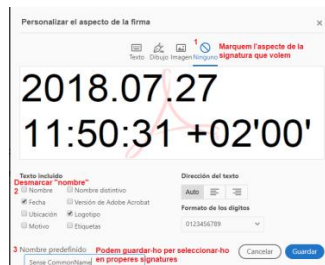 Personalizar el aspecto de la firma ×
1 Marquem l'aspecte de la signatura que volem
Texto Dibujo Imagen Ninguno
2018.07.27
11:50:31 +02'00'
Texto incluido
Desmarcar "nombre"
2 Nombre
Nombre distintivo
Fecha
Versión de Adobe Acrobat
Ubicación
Logotipo
Motivo
Etiquetas
Dirección del texto
Auto
Formato de los dígitos
0123456789
3 Nombre predefinido
Podem guardar-ho per seleccionar-ho en properes signatures
Sense CommonName
Cancelar
Guardar